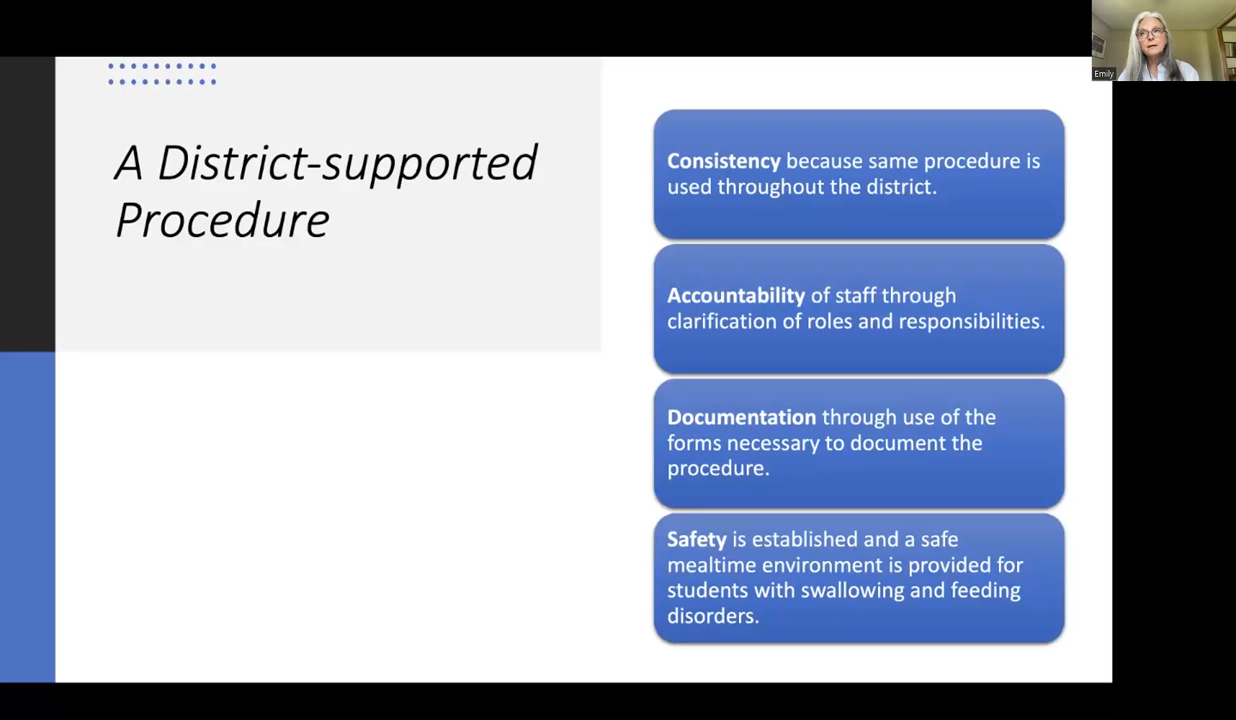 A District-supported
Procedure
Consistency because same procedure is
used throughout the district.
Accountability of staff through
clarification of roles and responsibilities.
Documentation through use of the
forms necessary to document the
procedure.
Safety is established and a safe
mealtime environment is provided for
students with swallowing and feeding
disorders.
Emily